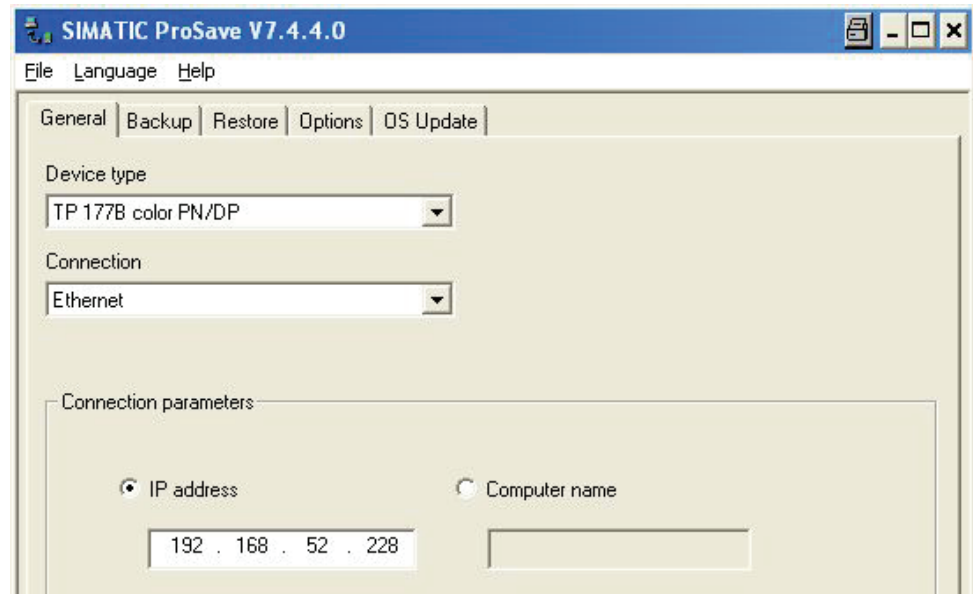 SIMATIC ProSave V7.4.4.0
File Language Help
General Backup Restore Options OS Update
Device type
TP 177B color PN/DP
Connection
Ethernet
Connection parameters
IP address Computer name
192 . 168 . 52 . 228